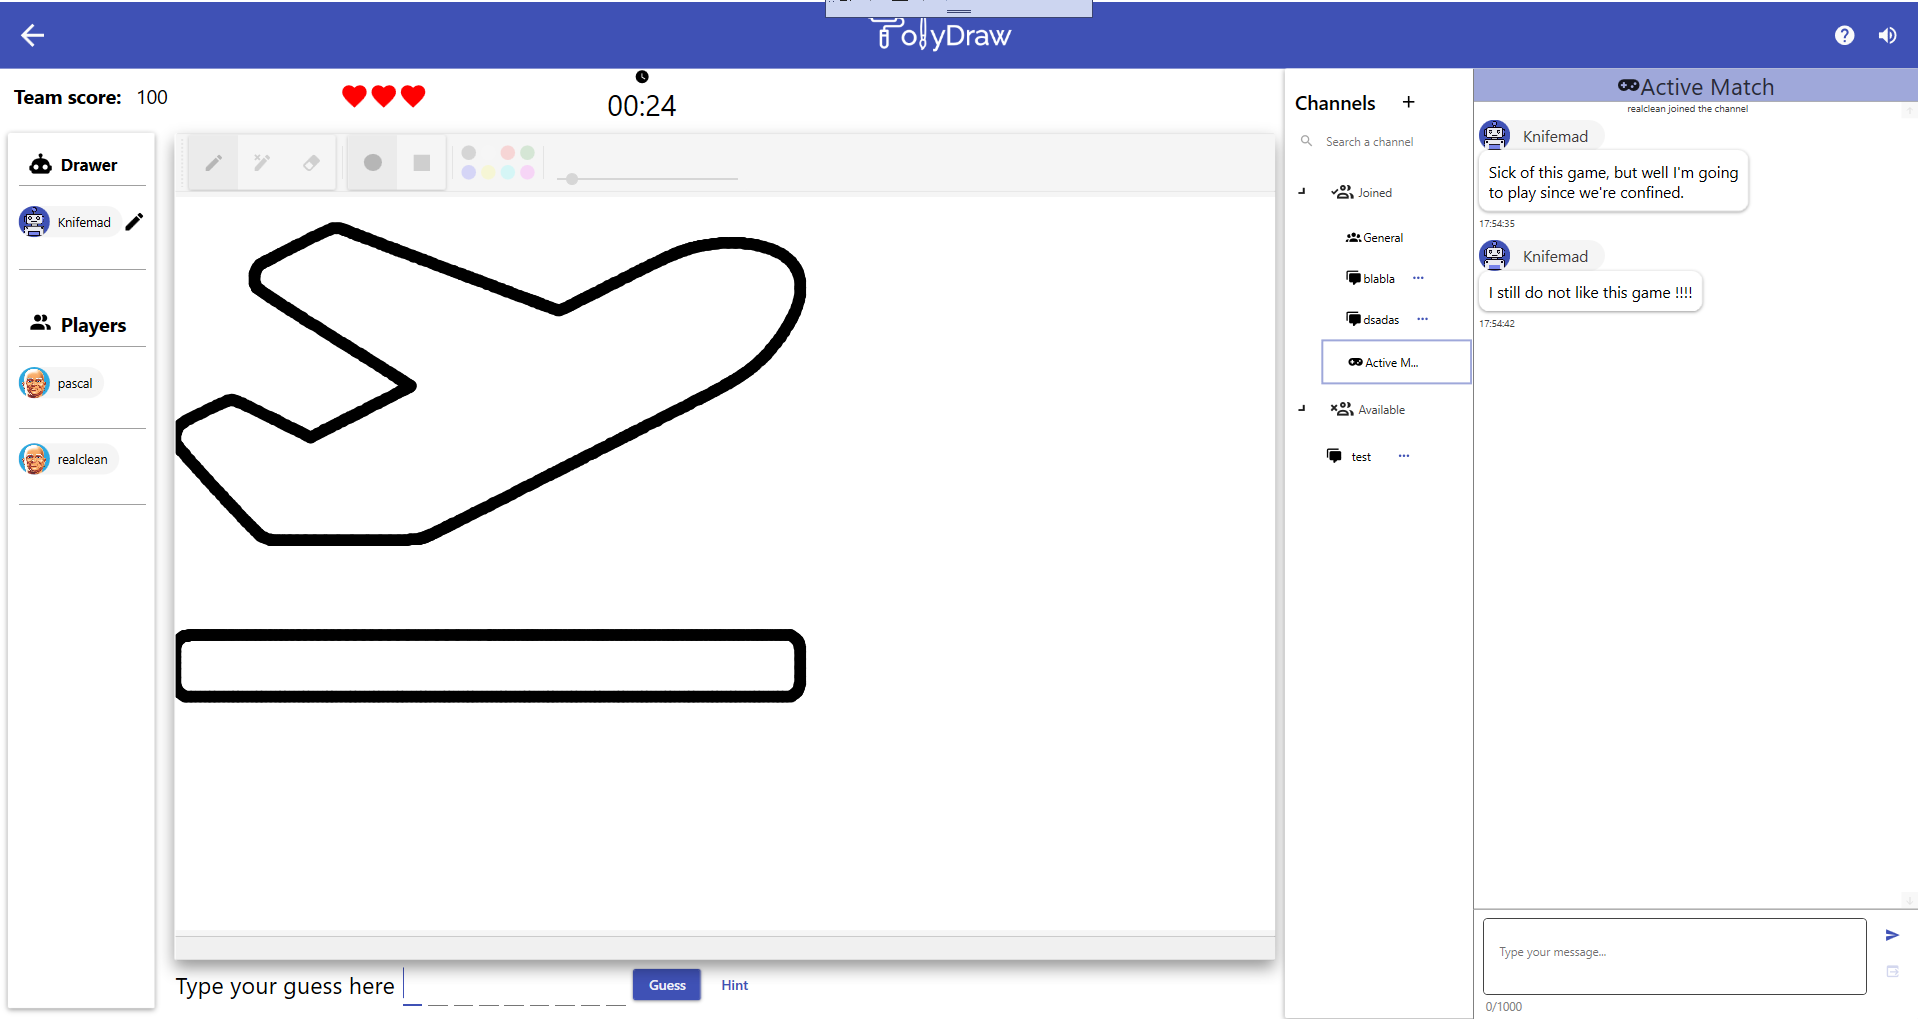 PolyDraw
Team score: 100
00:24
Drawer
Knifemad
Players
pascal
realclean
Type your guess here
Guess
Hint
Channels +
Search a channel
Joined
General
blabla ...
dsadas ...
Active M...
Available
test ...
Active Match
realclean joined the channel
Knifemad
Sick of this game, but well I'm going
to play since we're confined.
17:54:35
Knifemad
I still do not like this game !!!!
17:54:42
Type your message...
0/1000